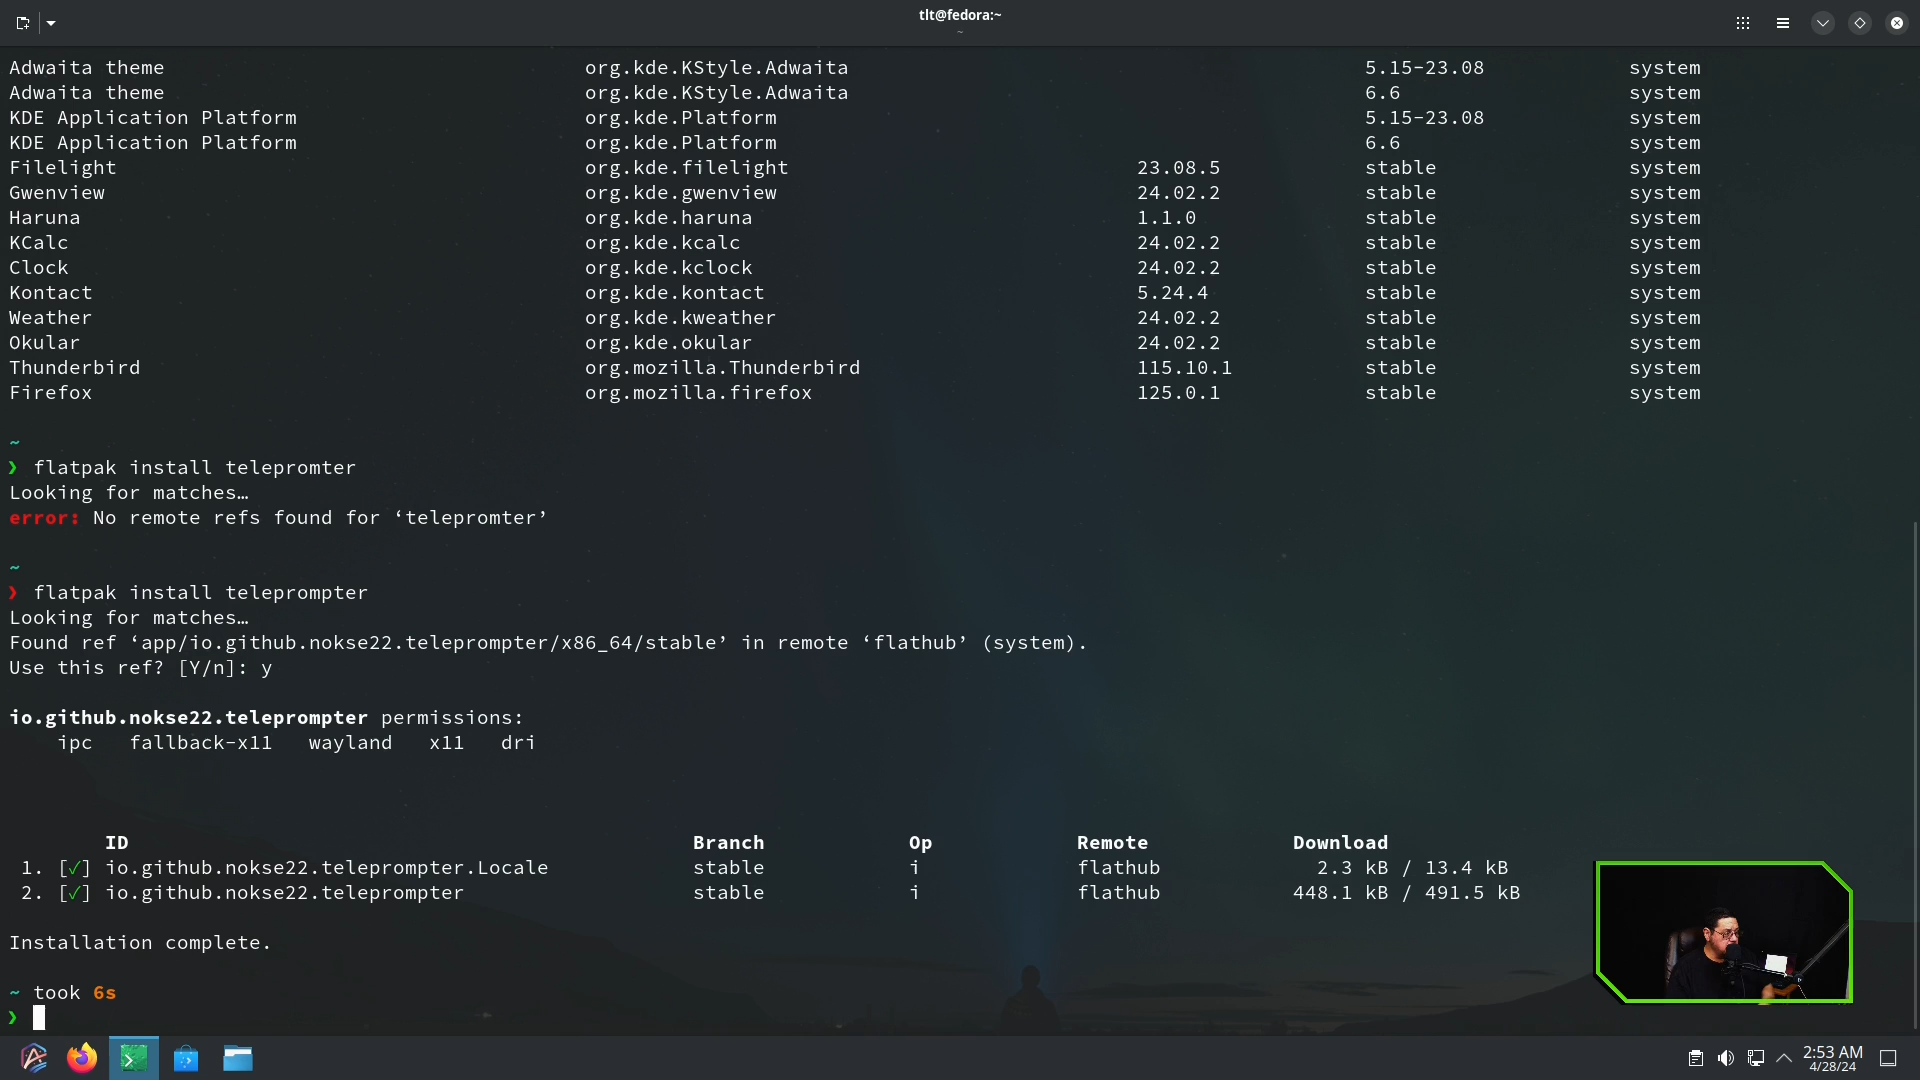 tlt@fedora:~
~
Adwaita theme org.kde.KStyle.Adwaita 5.15-23.08 system
Adwaita theme org.kde.KStyle.Adwaita 6.6 system
KDE Application Platform org.kde.Platform 5.15-23.08 system
KDE Application Platform org.kde.Platform 6.6 system
Filelight org.kde.filelight 23.08.5 stable system
Gwenview org.kde.gwenview 24.02.2 stable system
Haruna org.kde.haruna 1.1.0 stable system
KCalc org.kde.kcalc 24.02.2 stable system
Clock org.kde.kclock 24.02.2 stable system
Kontact org.kde.kontact 5.24.4 stable system
Weather org.kde.kweather 24.02.2 stable system
Okular org.kde.okular 24.02.2 stable system
Thunderbird org.mozilla.Thunderbird 115.10.1 stable system
Firefox org.mozilla.firefox 125.0.1 stable system
~
❯ flatpak install telepromter
Looking for matches…
error: No remote refs found for ‘telepromter’
~
❯ flatpak install teleprompter
Looking for matches…
Found ref ‘app/io.github.nokse22.teleprompter/x86_64/stable’ in remote ‘flathub’ (system).
Use this ref? [Y/n]: y
io.github.nokse22.teleprompter permissions:
ipc fallback-x11 wayland x11 dri
ID Branch Op Remote Download
1. [✓] io.github.nokse22.teleprompter.Locale stable i flathub 2.3 kB / 13.4 kB
2. [✓] io.github.nokse22.teleprompter stable i flathub 448.1 kB / 491.5 kB
Installation complete.
~ took 6s
❯
2:53 AM
4/28/24